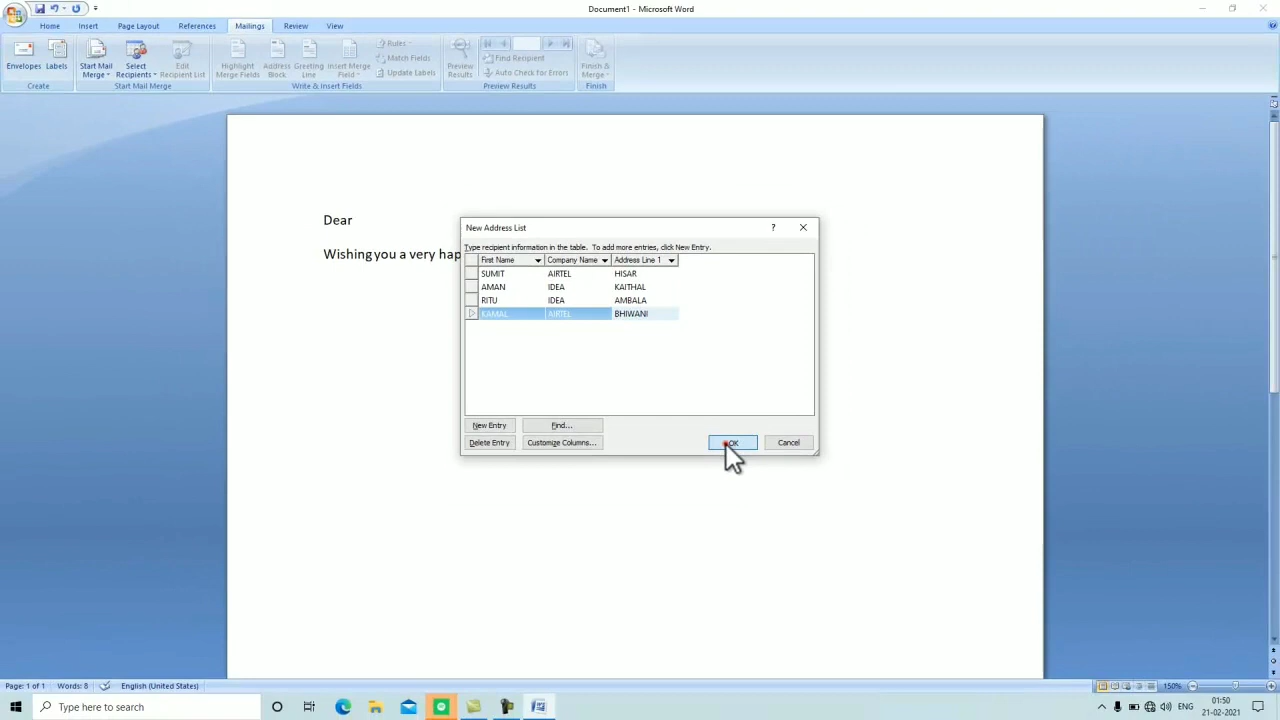 Document1 - Microsoft Word
Home Insert Page Layout References Mailings Review View
Envelopes Labels Start Mail Merge Select Recipients Edit Recipient List Highlight Merge Fields Address Block Greeting Line Insert Merge Field Rules Match Fields Update Labels Preview Results Find Recipient Auto Check for Errors Finish & Merge
Create Start Mail Merge Write & Insert Fields Preview Results Finish
Dear
Wishing you a very hap
New Address List
Type recipient information in the table. To add more entries, click New Entry.
First Name Company Name Address Line 1
SUMIT AIRTEL HISAR
AMAN IDEA KAITHAL
RITU IDEA AMBALA
KAMAL AIRTEL BHIWANI
New Entry Find...
Delete Entry Customize Columns... OK Cancel
Page: 1 of 1 Words: 8 English (United States) 150%
Type here to search
01:50
21-02-2021